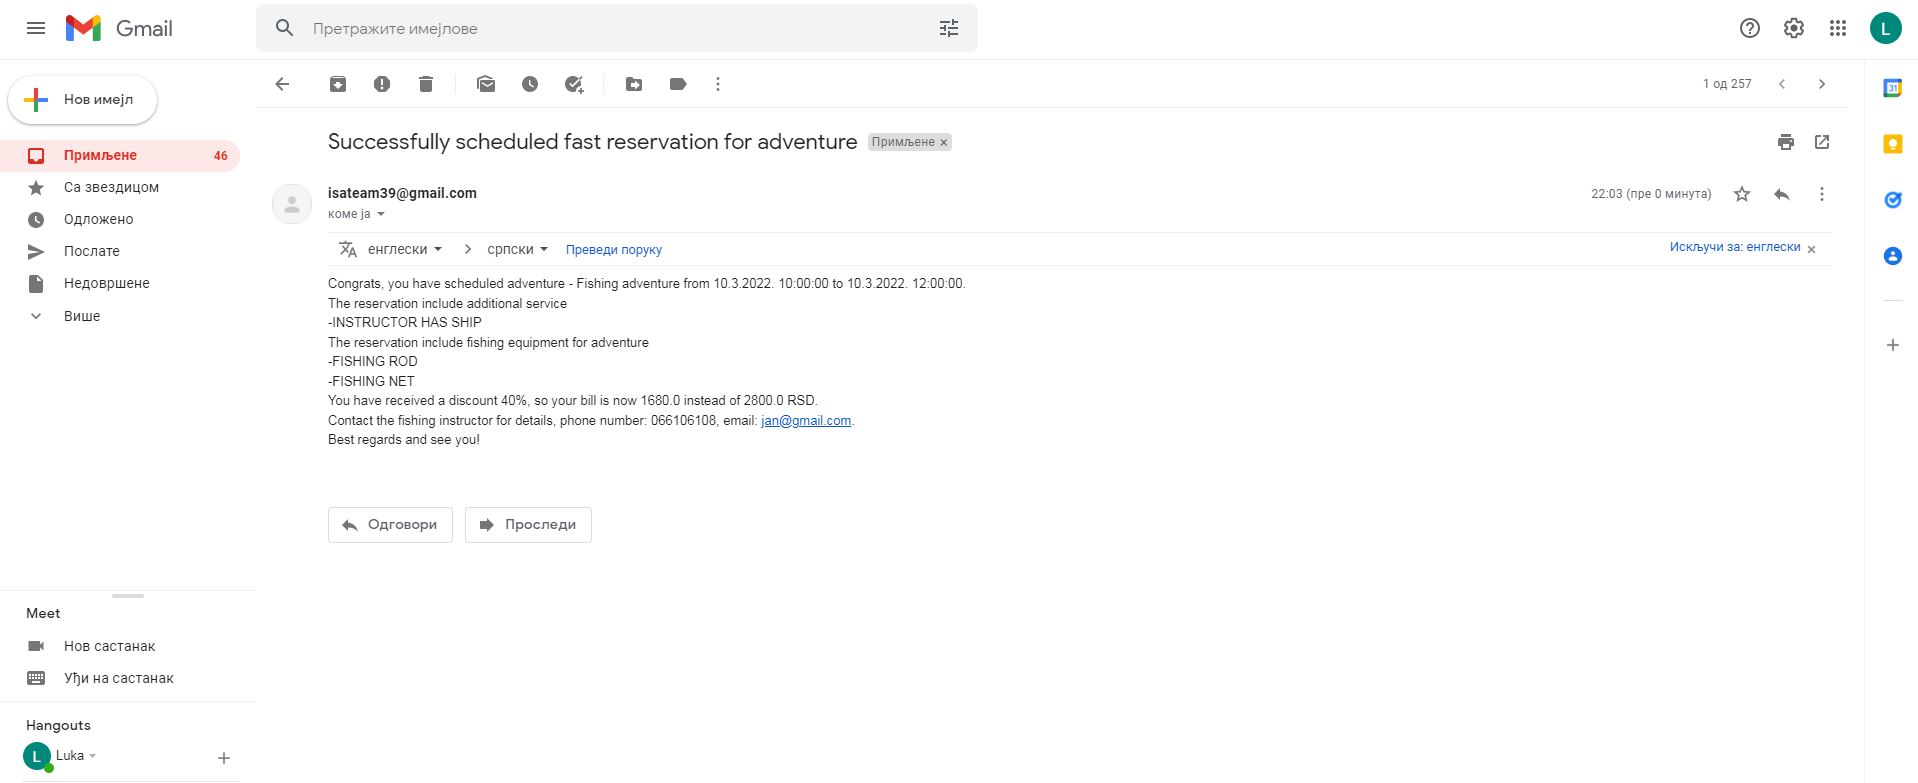 Gmail
Претражите имејлове
L
Нов имејл
1 од 257
31
Примљене 46
Са звездицом
Одложено
Послате
Недовршене
Више
Successfully scheduled fast reservation for adventure Примљене ×
isateam39@gmail.com
22:03 (пре 0 минута)
коме ја
енглески > српски Преведи поруку
Искључи за: енглески ×
Congrats, you have scheduled adventure - Fishing adventure from 10.3.2022. 10:00:00 to 10.3.2022. 12:00:00.
The reservation include additional service
-INSTRUCTOR HAS SHIP
The reservation include fishing equipment for adventure
-FISHING ROD
-FISHING NET
You have received a discount 40%, so your bill is now 1680.0 instead of 2800.0 RSD.
Contact the fishing instructor for details, phone number: 066106108, email: jan@gmail.com.
Best regards and see you!
Одговори
Проследи
Meet
Нов састанак
Уђи на састанак
Hangouts
L Luka